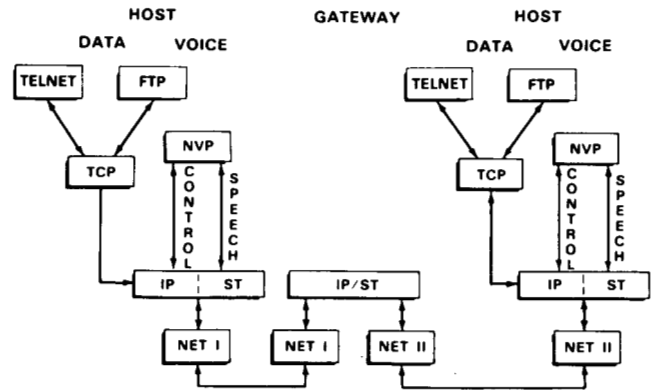 HOST GATEWAY HOST
DATA VOICE DATA VOICE
TELNET FTP TELNET FTP
NVP NVP
TCP TCP
CONTROL SPEECH CONTROL SPEECH
IP ST IP/ST IP ST
NET I NET I NET II NET II